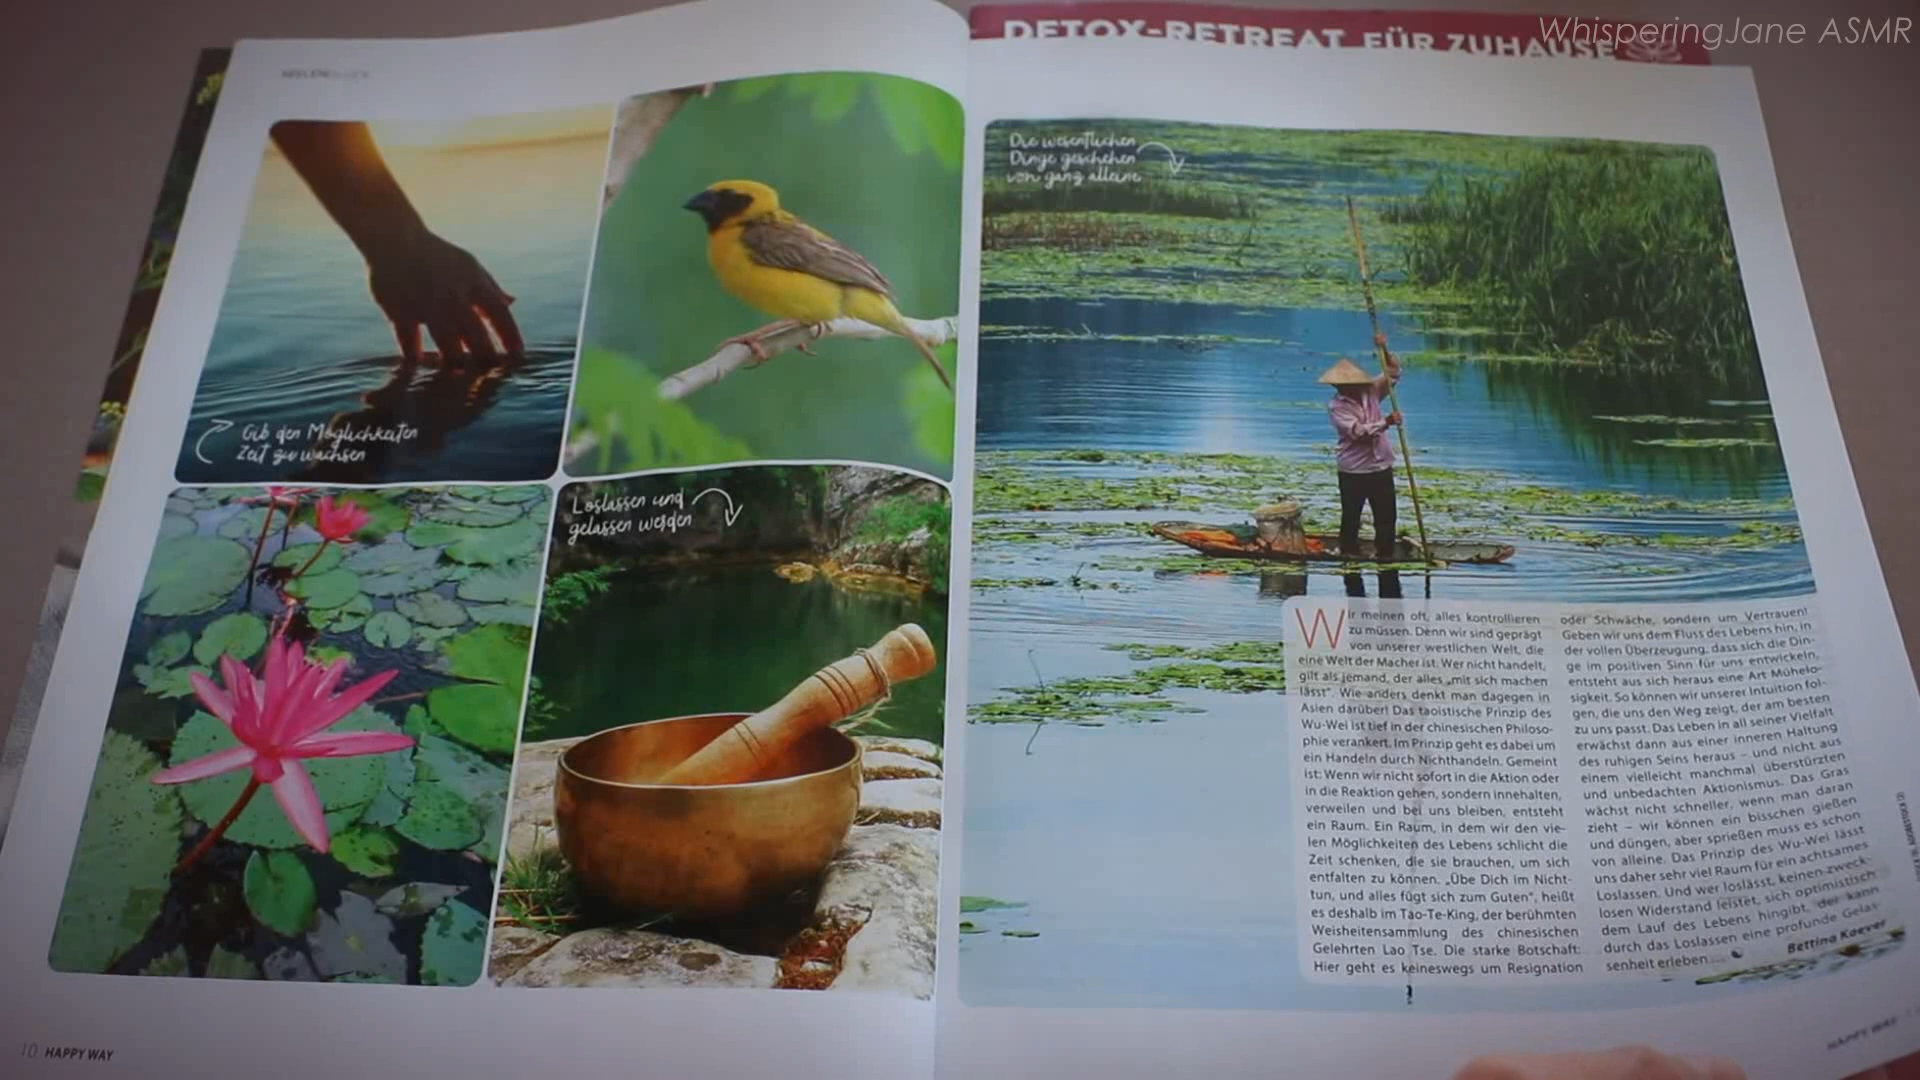 DETOX-RETREAT FÜR ZUHAUSE
WhisperingJane ASMR
SEELENGLÜCK
Gib den Möglichkeiten
Zeit zu wachsen
Loslassen und
gelassen werden
Die wesentlichen
Dinge geschehen
von ganz alleine
Wir meinen oft, alles kontrollieren
zu müssen. Denn wir sind geprägt
von unserer westlichen Welt, die
eine Welt der Macher ist. Wer nicht handelt,
gilt als jemand, der alles „mit sich machen
lässt“. Wie anders denkt man dagegen in
Asien darüber! Das taoistische Prinzip des
Wu-Wei ist tief in der chinesischen Philoso-
phie verankert. Im Prinzip geht es dabei um
ein Handeln durch Nichthandeln. Gemeint
ist: Wenn wir nicht sofort in die Aktion oder
in die Reaktion gehen, sondern innehalten,
verweilen und bei uns bleiben, entsteht
ein Raum. Ein Raum, in dem wir den vie-
len Möglichkeiten des Lebens schlicht die
Zeit schenken, die sie brauchen, um sich
entfalten zu können. „Übe Dich im Nicht-
tun, und alles fügt sich zum Guten“, heißt
es deshalb im Tao-Te-King, der berühmten
Weisheitensammlung des chinesischen
Gelehrten Lao Tse. Die starke Botschaft:
Hier geht es keineswegs um Resignation
oder Schwäche, sondern um Vertrauen!
Geben wir uns dem Fluss des Lebens hin, in
der vollen Überzeugung, dass sich die Din-
ge im positiven Sinn für uns entwickeln,
entsteht aus sich heraus eine Art Mühelo-
sigkeit. So können wir unserer Intuition fol-
gen, die uns den Weg zeigt, der am besten
zu uns passt. Das Leben in all seiner Vielfalt
erwächst dann aus einer inneren Haltung
des ruhigen Seins heraus – und nicht aus
einem vielleicht manchmal überstürzten
und unbedachten Aktionismus. Das Gras
wächst nicht schneller, wenn man daran
zieht – wir können ein bisschen gießen
und düngen, aber sprießen muss es schon
von alleine. Das Prinzip des Wu-Wei lässt
uns daher sehr viel Raum für ein achtsames
Loslassen. Und wer loslässt, keinen zweck-
losen Widerstand leistet, sich optimistisch
dem Lauf des Lebens hingibt, der kann
durch das Loslassen eine profunde Gelas-
senheit erleben ...
Bettina Koever
10 HAPPY WAY
HAPPY WAY